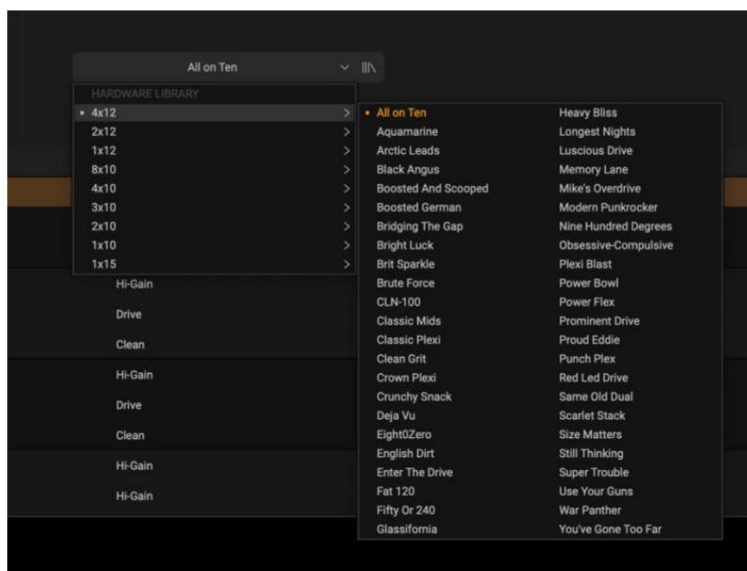 All on Ten
HARDWARE LIBRARY
4x12
2x12
1x12
8x10
4x10
3x10
2x10
1x10
1x15
Hi-Gain
Drive
Clean
Hi-Gain
Drive
Clean
Hi-Gain
Hi-Gain
All on Ten
Aquamarine
Arctic Leads
Black Angus
Boosted And Scooped
Boosted German
Bridging The Gap
Bright Luck
Brit Sparkle
Brute Force
CLN-100
Classic Mids
Classic Plexi
Clean Grit
Crown Plexi
Crunchy Snack
Deja Vu
Eight0Zero
English Dirt
Enter The Drive
Fat 120
Fifty Or 240
Glassifornia
Heavy Bliss
Longest Nights
Luscious Drive
Memory Lane
Mike's Overdrive
Modern Punkrocker
Nine Hundred Degrees
Obsessive-Compulsive
Plexi Blast
Power Bowl
Power Flex
Prominent Drive
Proud Eddie
Punch Plex
Red Led Drive
Same Old Dual
Scarlet Stack
Size Matters
Still Thinking
Super Trouble
Use Your Guns
War Panther
You've Gone Too Far